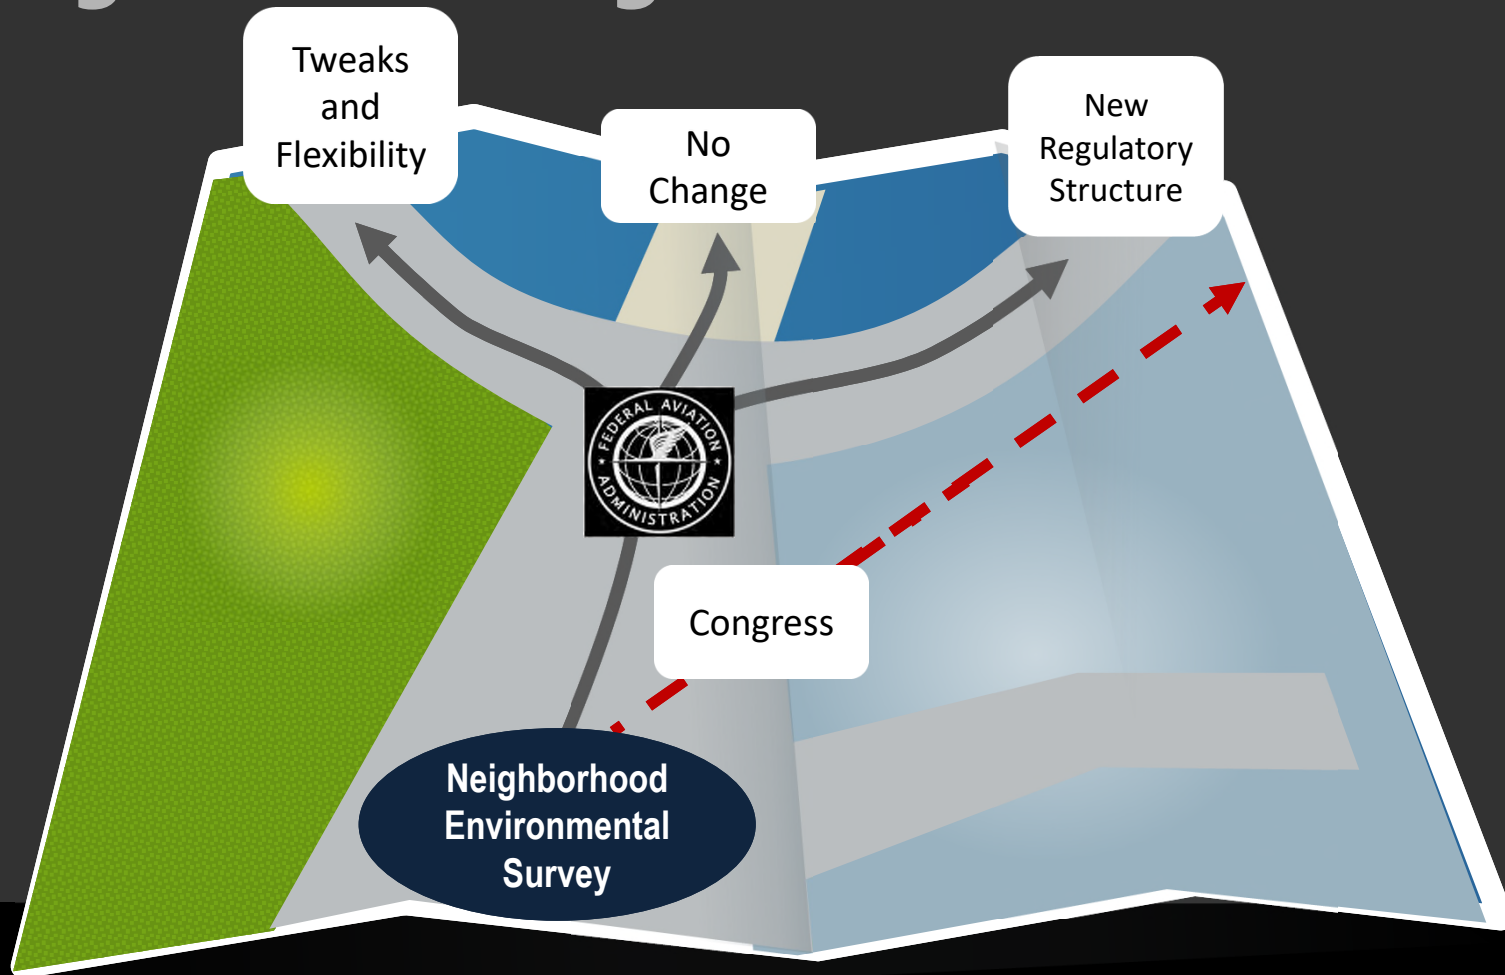 Tweaks
and
Flexibility
No
Change
New
Regulatory
Structure
FEDERAL AVIATION
ADMINISTRATION
Congress
Neighborhood
Environmental
Survey